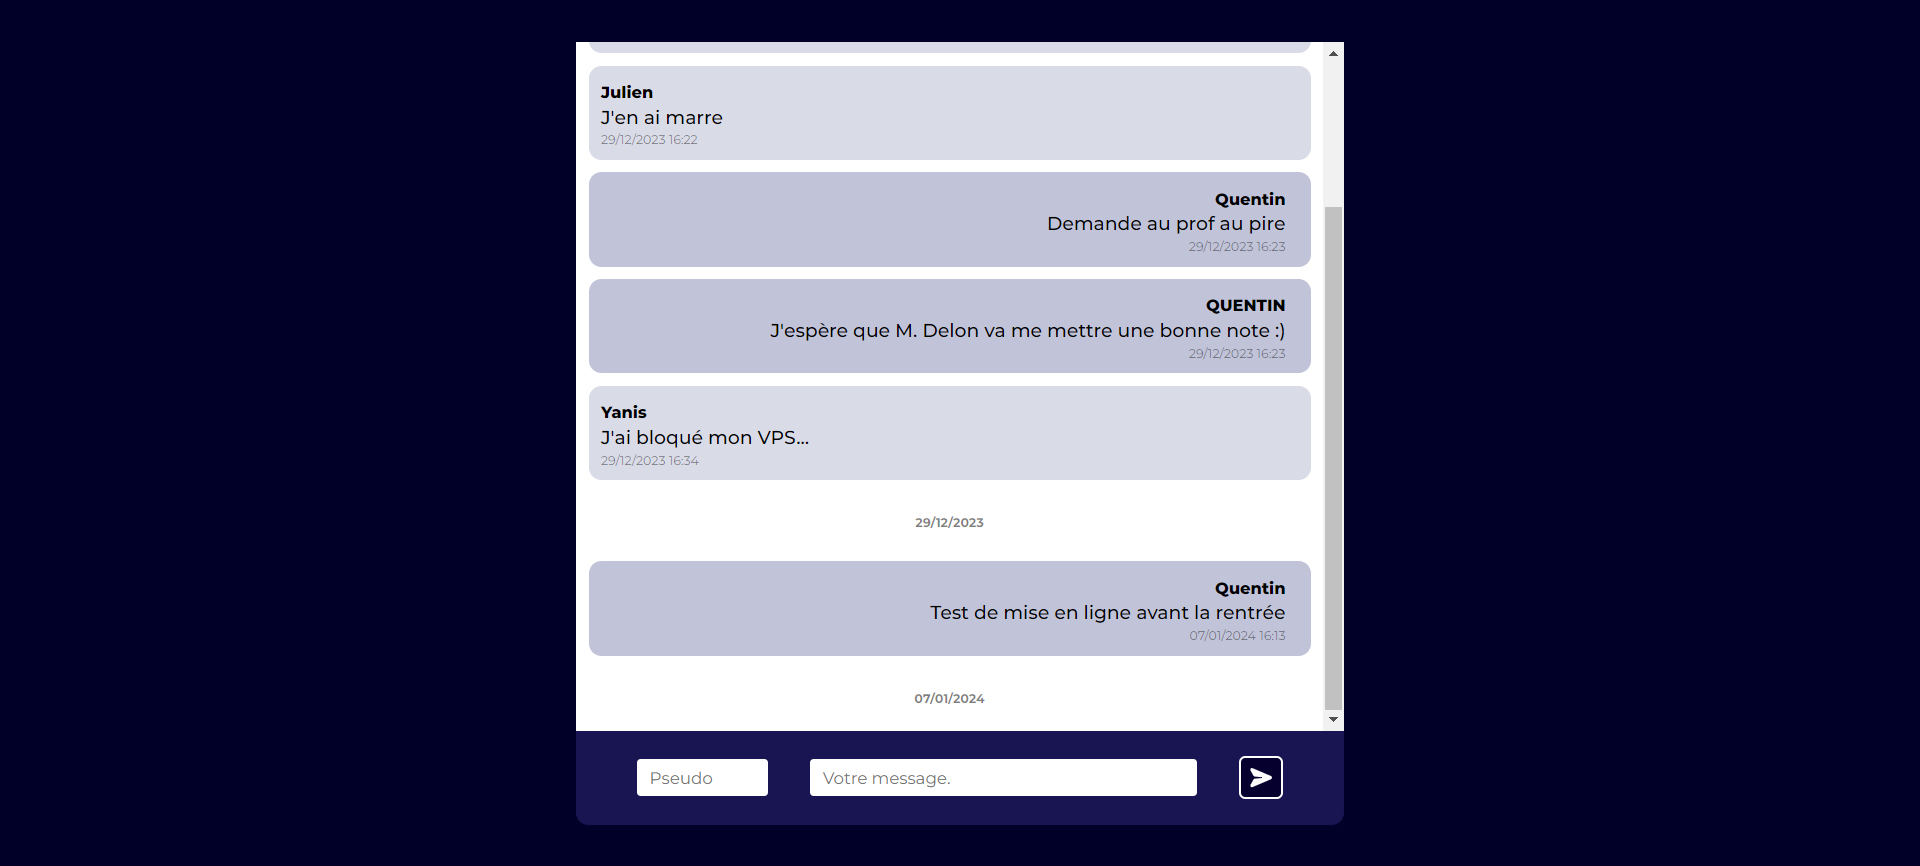 Julien
J'en ai marre
29/12/2023 16:22
Quentin
Demande au prof au pire
29/12/2023 16:23
QUENTIN
J'espère que M. Delon va me mettre une bonne note :)
29/12/2023 16:23
Yanis
J'ai bloqué mon VPS...
29/12/2023 16:34
29/12/2023
Quentin
Test de mise en ligne avant la rentrée
07/01/2024 16:13
07/01/2024
Pseudo
Votre message.